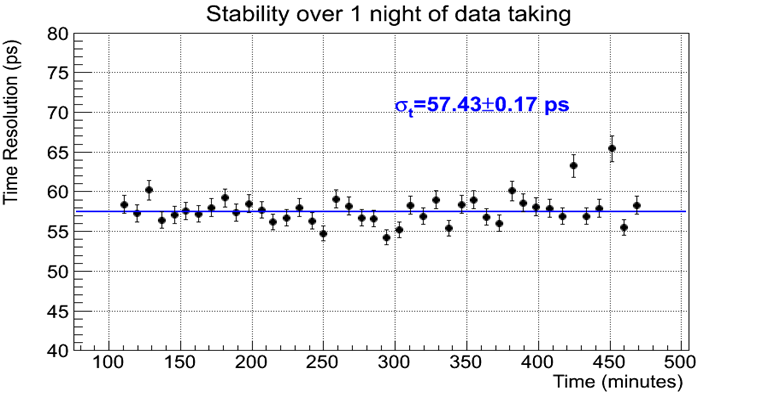 Stability over 1 night of data taking
Time Resolution (ps)
80
75
70
65
60
55
50
45
40
σt=57.43±0.17 ps
100 150 200 250 300 350 400 450 500
Time (minutes)